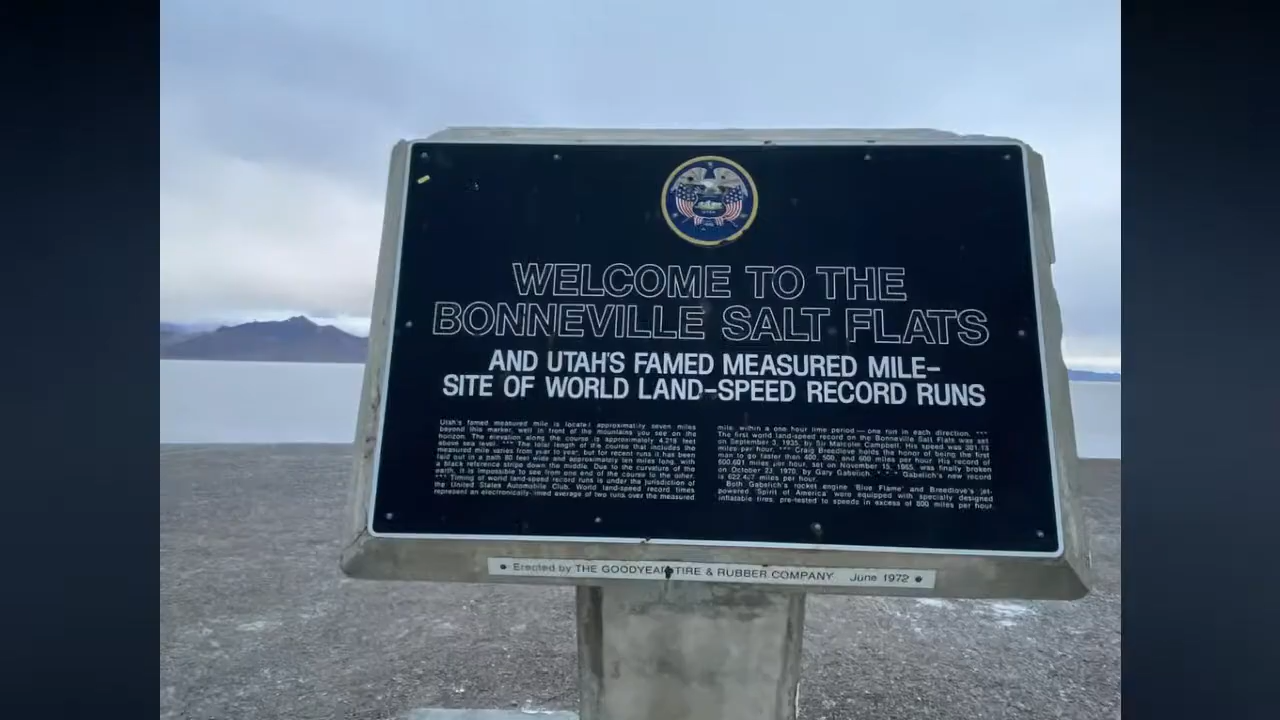 WELCOME TO THE
BONNEVILLE SALT FLATS
AND UTAH'S FAMED MEASURED MILE-
SITE OF WORLD LAND-SPEED RECORD RUNS
Utah's famed measured mile is located approximately seven miles
beyond this marker, well in front of the mountains you see on the
horizon. The elevation along the course is approximately 4,218 feet
above sea level. *** The total length of the course that includes the
measured mile varies from year to year, but for recent runs it has been
laid out in a path 80 feet wide and approximately ten miles long, with
a black reference stripe down the middle. Due to the curvature of the
earth, it is impossible to see from one end of the course to the other.
*** Timing of world land-speed record runs is under the jurisdiction of
the United States Automobile Club. World land-speed record times
represent an electronically-timed average of two runs over the measured
mile within a one hour time period — one run in each direction. ***
The first world land-speed record on the Bonneville Salt Flats was set
on September 3, 1935, by Sir Malcolm Campbell. His speed was 301.13
miles per hour. *** Craig Breedlove holds the honor of being the first
man to go faster than 400, 500, and 600 miles per hour. His record of
600.601 miles per hour, set on November 15, 1965, was finally broken
on October 23, 1970, by Gary Gabelich. *** Gabelich's new record
is 622.407 miles per hour.
Both Gabelich's rocket engine 'Blue Flame' and Breedlove's jet-
powered 'Spirit of America' were equipped with specially designed
inflatable tires, pre-tested to speeds in excess of 800 miles per hour.
Erected by THE GOODYEAR TIRE & RUBBER COMPANY June 1972